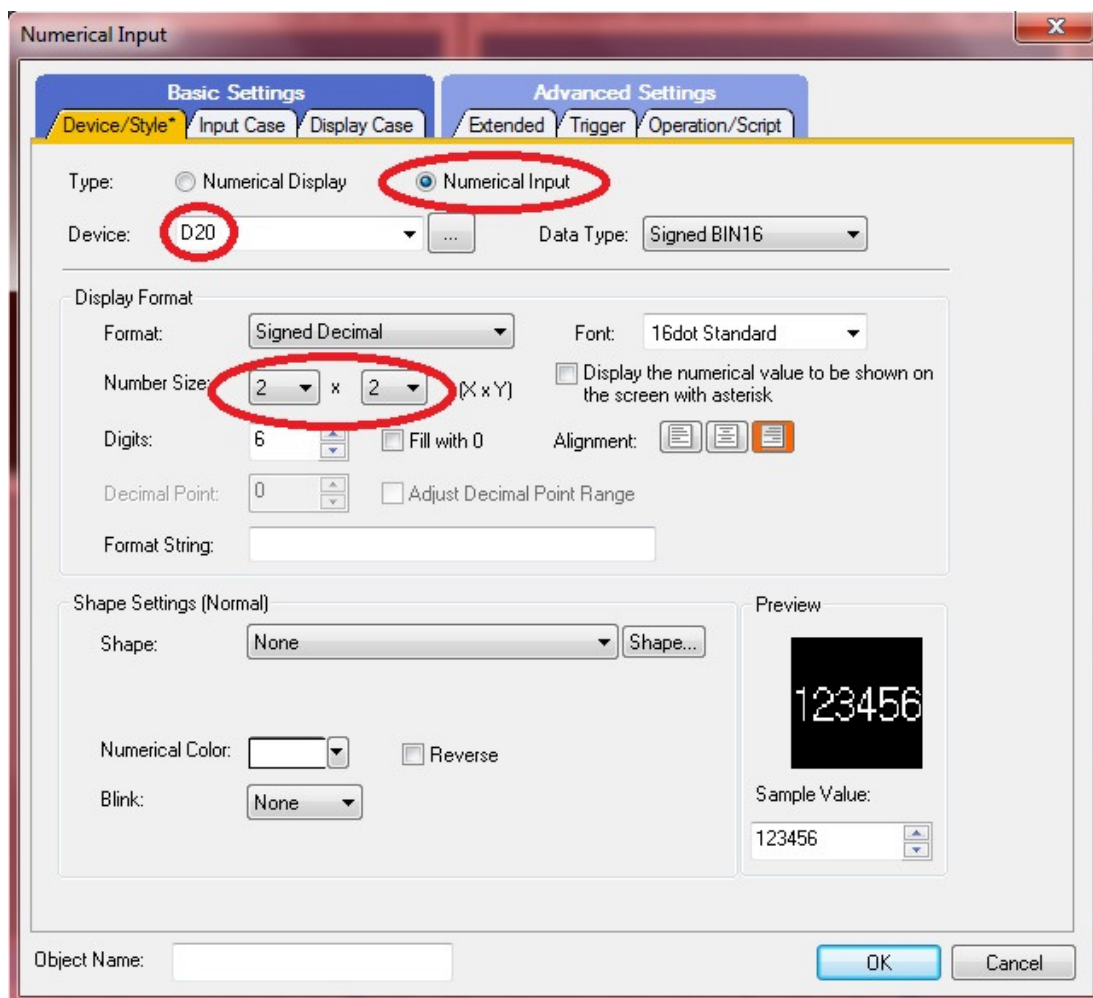 Numerical Input
Basic Settings
Advanced Settings
Device/Style* Input Case Display Case Extended Trigger Operation/Script
Type: Numerical Display Numerical Input
Device: D20 ... Data Type: Signed BIN16
Display Format
Format: Signed Decimal Font: 16dot Standard
Number Size: 2 x 2 (X x Y) Display the numerical value to be shown on
the screen with asterisk
Digits: 6 Fill with 0 Alignment:
Decimal Point: 0 Adjust Decimal Point Range
Format String:
Shape Settings (Normal)
Preview
Shape: None Shape...
123456
Numerical Color: Reverse
Blink: None
Sample Value:
123456
Object Name:
OK Cancel